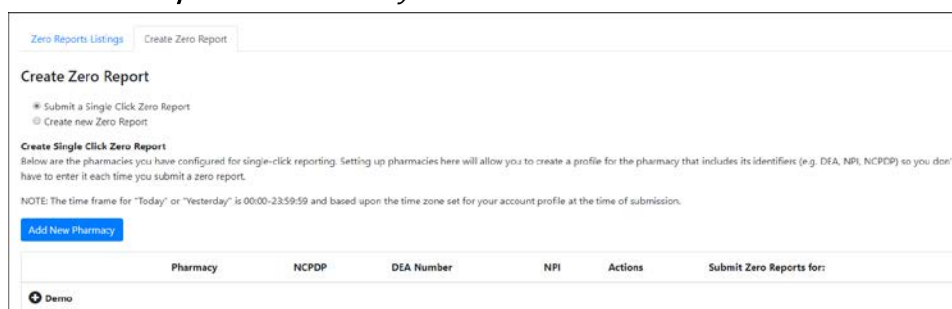 Zero Reports Listings Create Zero Report
Create Zero Report
Submit a Single Click Zero Report
Create new Zero Report
Create Single Click Zero Report
Below are the pharmacies you have configured for single-click reporting. Setting up pharmacies here will allow you to create a profile for the pharmacy that includes its identifiers (e.g. DEA, NPI, NCPDP) so you don'
have to enter it each time you submit a zero report.
NOTE: The time frame for "Today" or "Yesterday" is 00:00-23:59:59 and based upon the time zone set for your account profile at the time of submission.
Add New Pharmacy
Pharmacy NCPDP DEA Number NPI Actions Submit Zero Reports for:
Demo